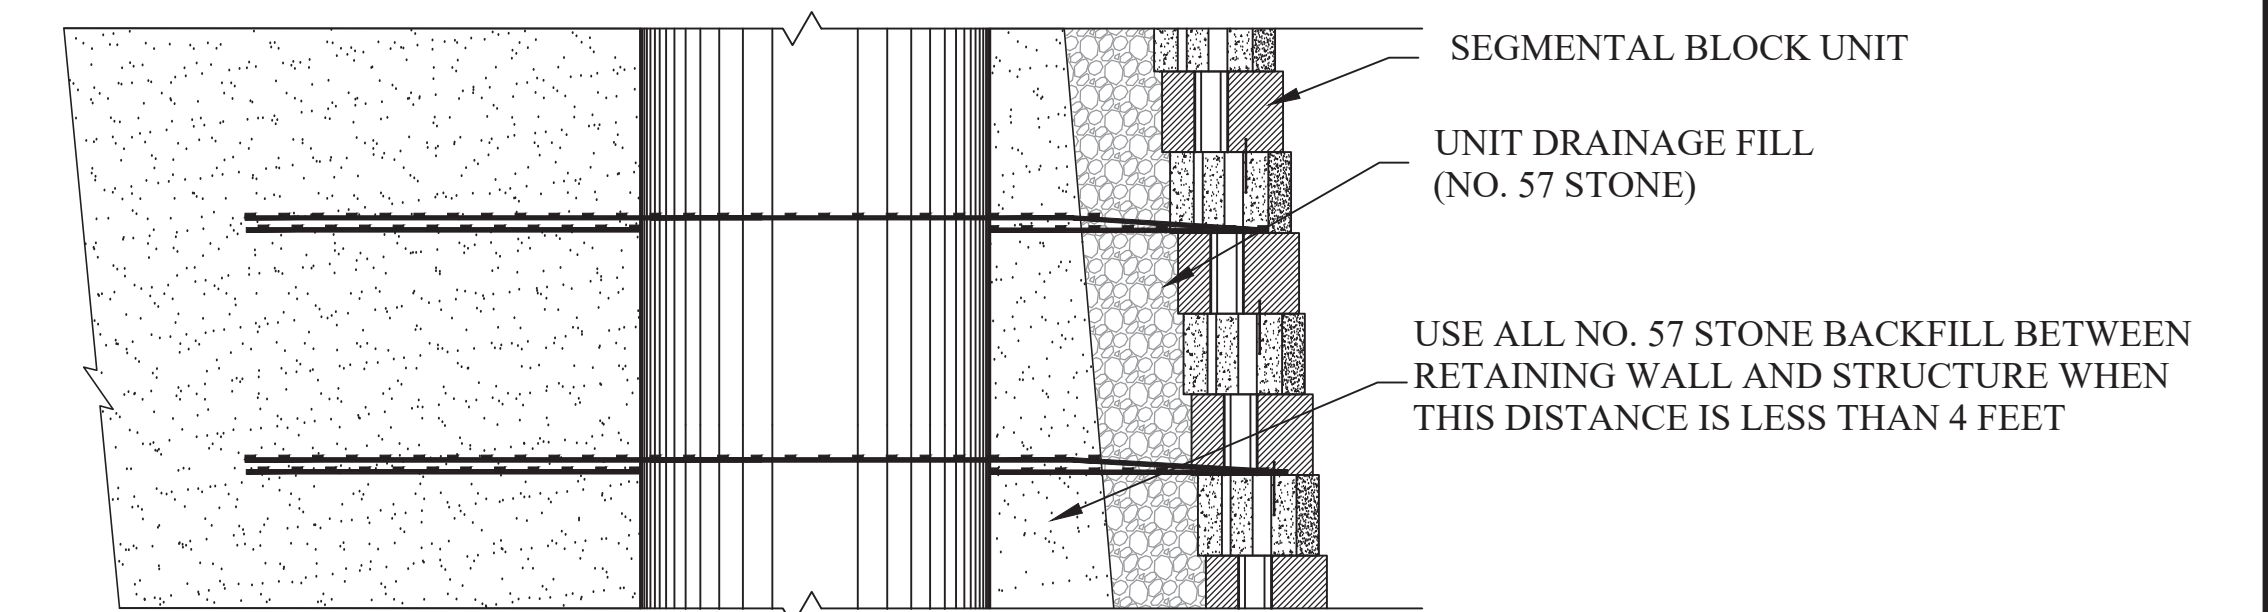 SEGMENTAL BLOCK UNIT
UNIT DRAINAGE FILL
(NO. 57 STONE)
USE ALL NO. 57 STONE BACKFILL BETWEEN
RETAINING WALL AND STRUCTURE WHEN
THIS DISTANCE IS LESS THAN 4 FEET